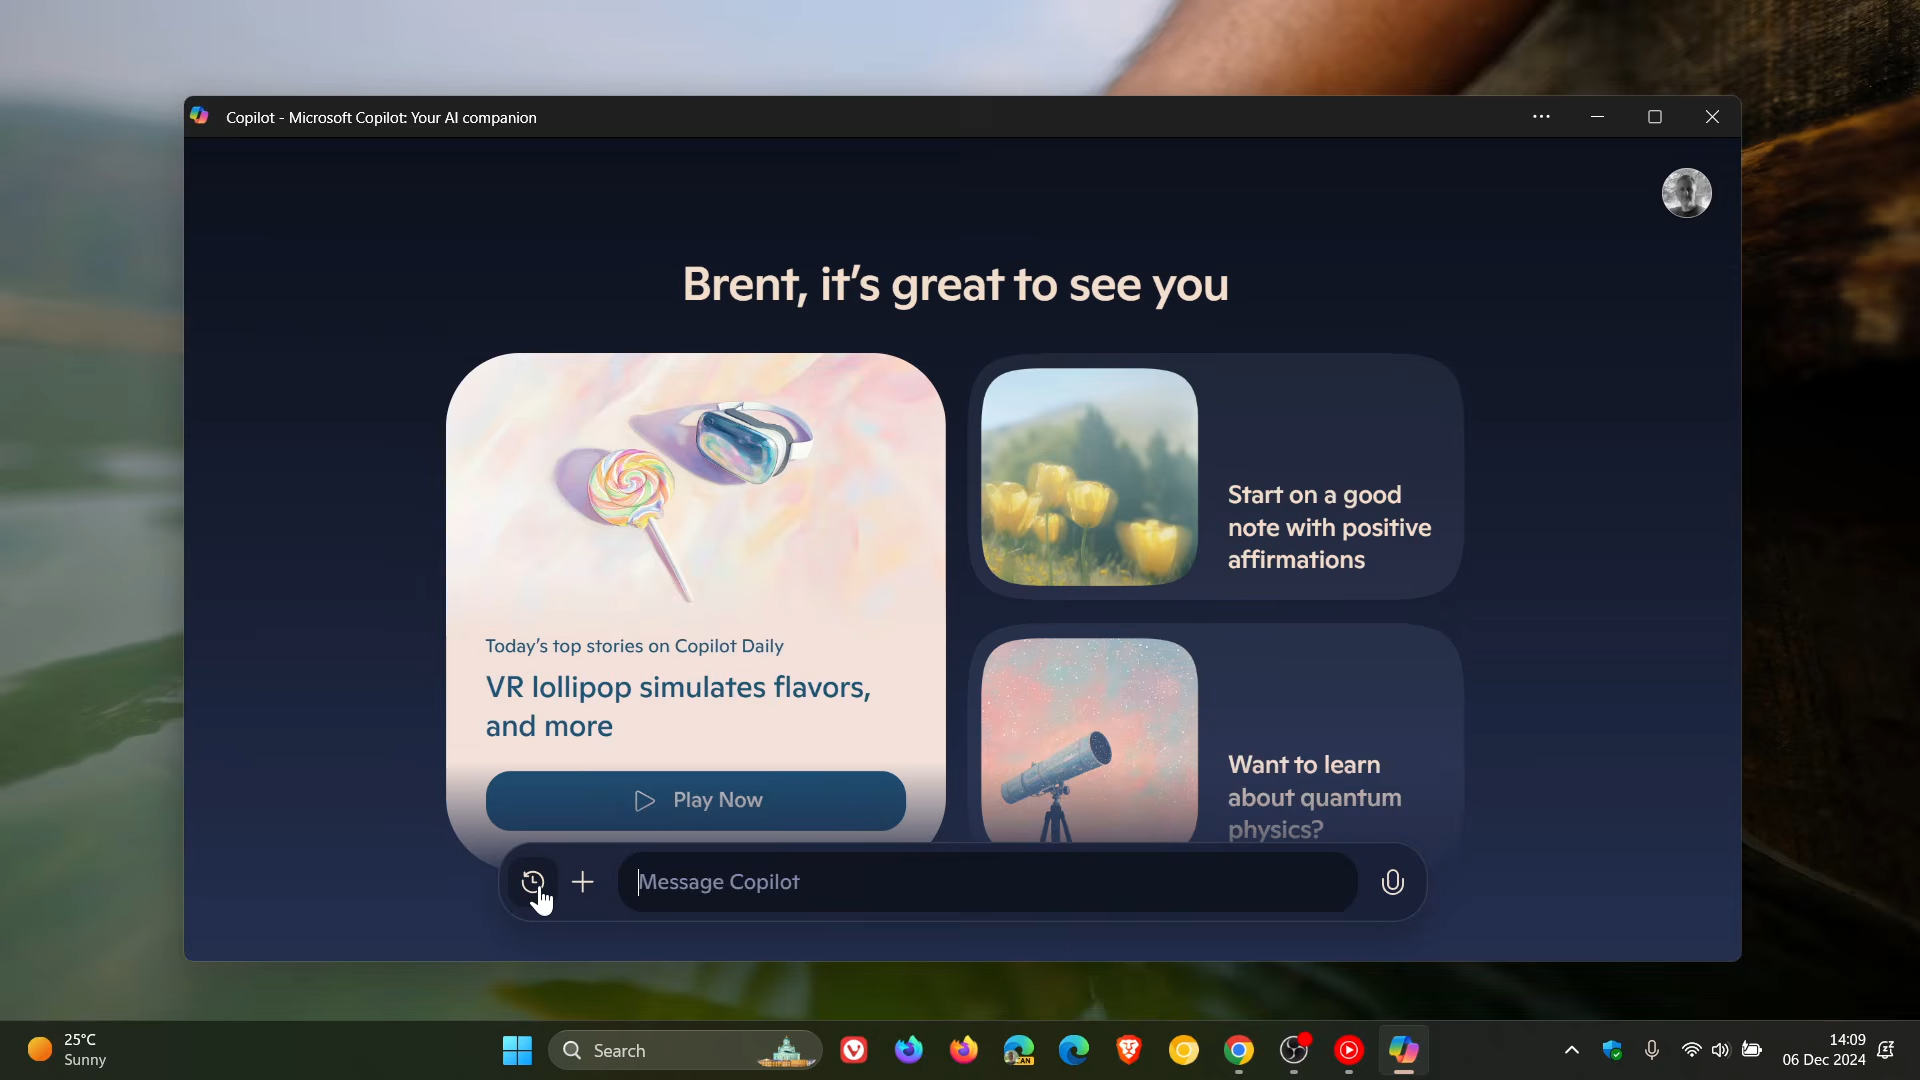 Copilot - Microsoft Copilot: Your AI companion
Brent, it's great to see you
Today's top stories on Copilot Daily
VR lollipop simulates flavors,
and more
Play Now
Start on a good
note with positive
affirmations
Want to learn
about quantum
physics?
Message Copilot
25°C
Sunny
Search
CAN
14:09
06 Dec 2024